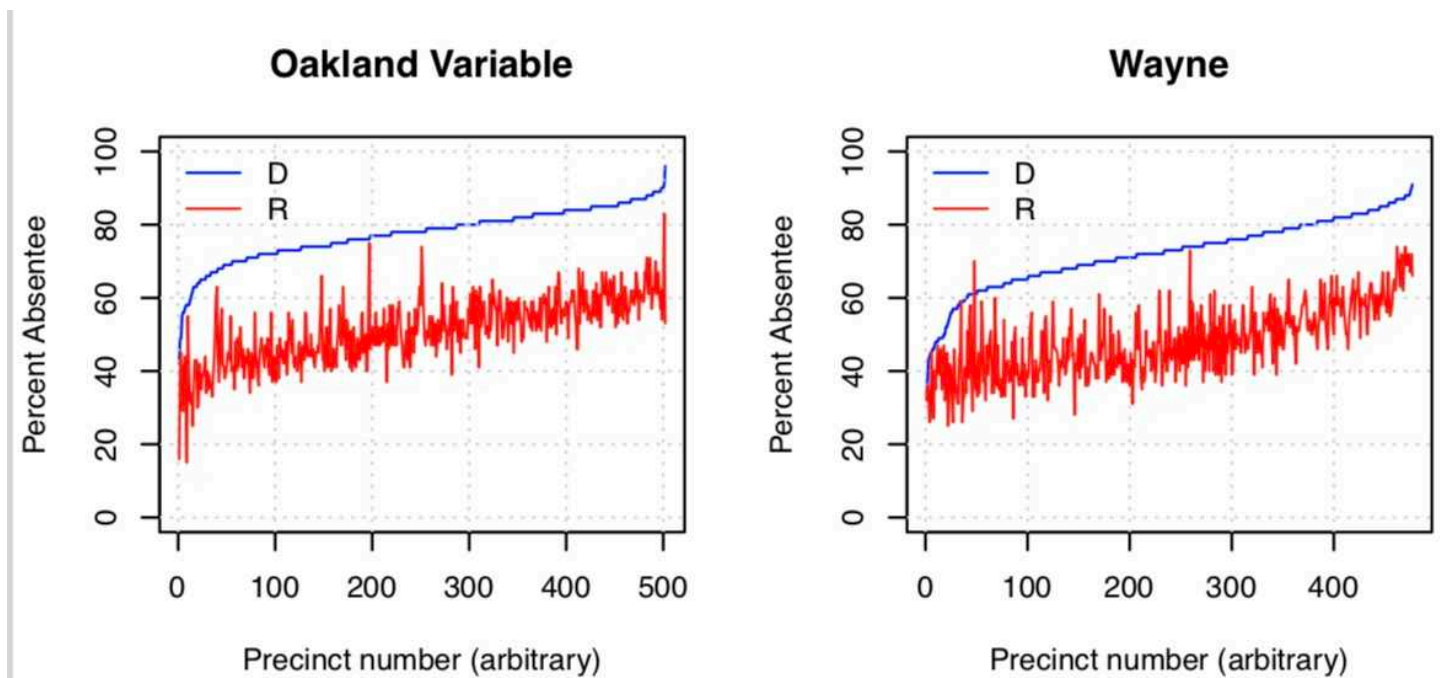 Oakland Variable
Percent Absentee
100
80
60
40
20
0
D
R
0 100 200 300 400 500
Precinct number (arbitrary)
Wayne
Percent Absentee
100
80
60
40
20
0
D
R
0 100 200 300 400
Precinct number (arbitrary)